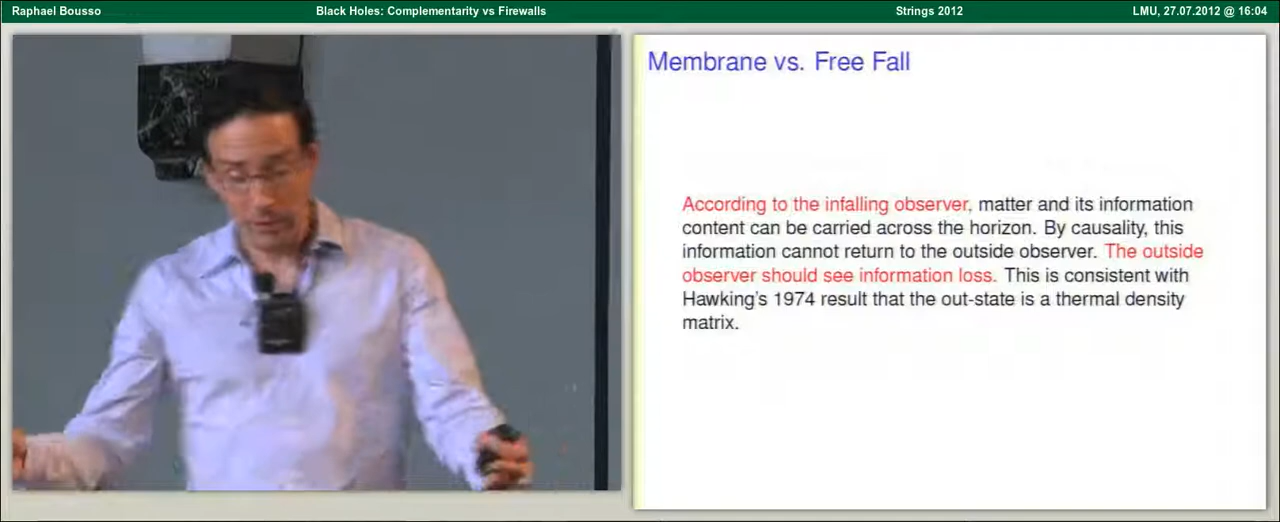 Raphael Bousso
Black Holes: Complementarity vs Firewalls
Strings 2012
LMU, 27.07.2012 @ 16:04
Membrane vs. Free Fall
According to the infalling observer, matter and its information
content can be carried across the horizon. By causality, this
information cannot return to the outside observer. The outside
observer should see information loss. This is consistent with
Hawking's 1974 result that the out-state is a thermal density
matrix.